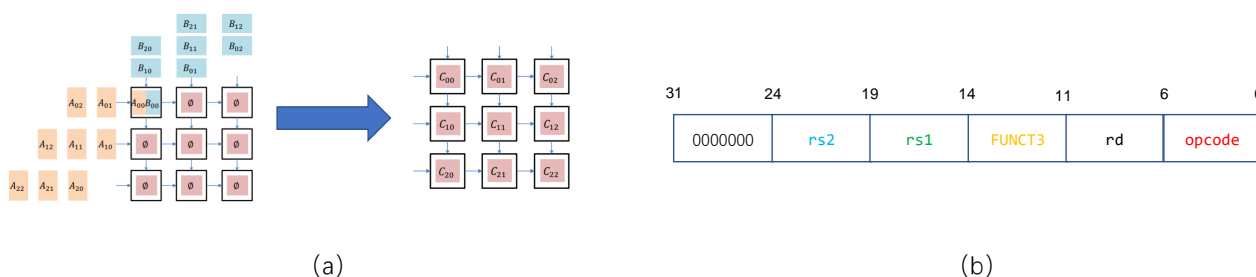 B₂₁ B₁₂
B₂₀ B₁₁ B₀₂
B₁₀ B₀₁
A₀₂ A₀₁ A₀₀B₀₀ ∅ ∅
A₁₂ A₁₁ A₁₀ ∅ ∅ ∅
A₂₂ A₂₁ A₂₀ ∅ ∅ ∅
C₀₀ C₀₁ C₀₂
C₁₀ C₁₁ C₁₂
C₂₀ C₂₁ C₂₂
(a)
31 24 19 14 11 6
0000000 rs2 rs1 FUNCT3 rd opcode
(b)